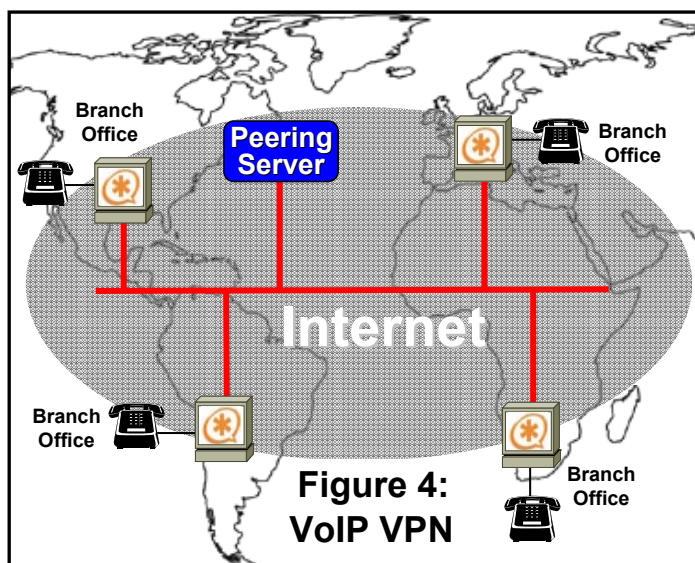 Branch
Office
Peering
Server
Branch
Office
Internet
Branch
Office
Figure 4:
VoIP VPN
Branch
Office